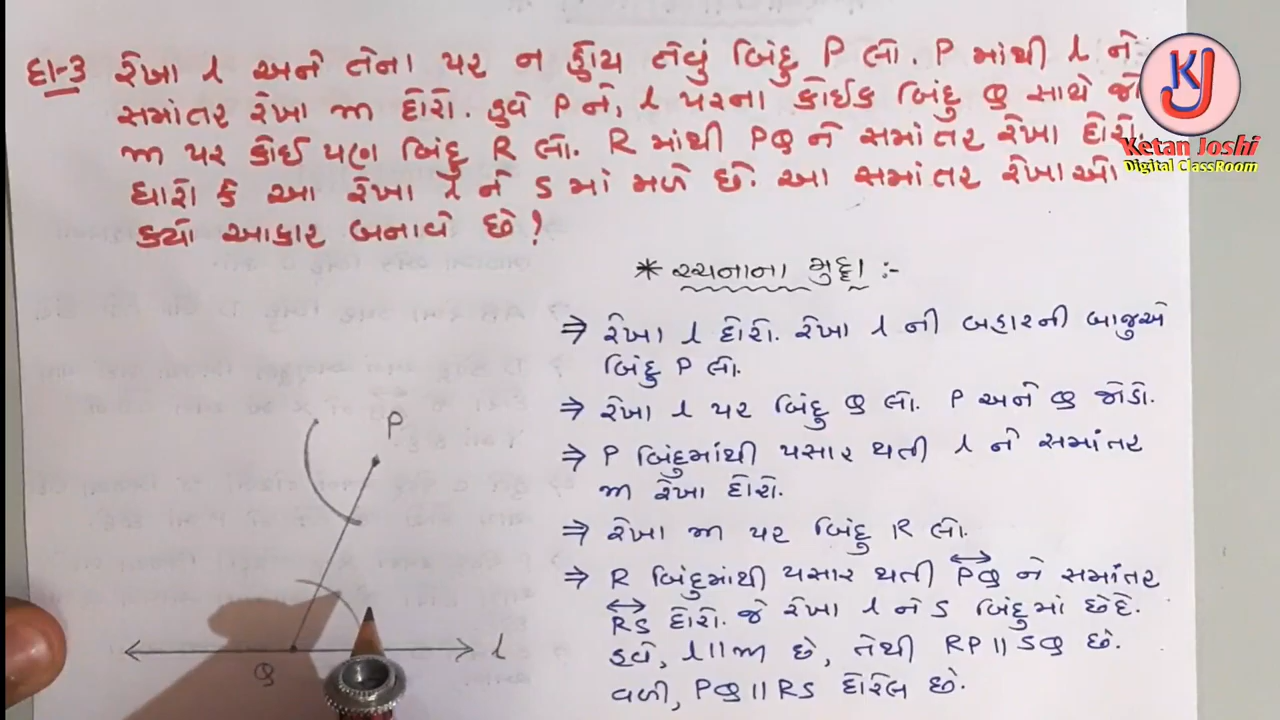 દા-3 રેખા l અને તેના પર ન હોય તેવું બિંદુ P લો. P માંથી l ને
સમાંતર રેખા m દોરો. હવે P ને, l પરના કોઈક બિંદુ Q સાથે જો
m પર કોઈ પણ બિંદુ R લો. R માંથી PQ ને સમાંતર રેખા દોરો.
ધારો કે આ રેખા l ને S માં મળે છે. આ સમાંતર રેખાઓ
કયો આકાર બનાવે છે?
KJ
Ketan Joshi
Digital ClassRoom
* રચનાના મુદ્દા :-
⇒ રેખા l દોરો. રેખા l ની બહારની બાજુએ
બિંદુ P લો.
⇒ રેખા l પર બિંદુ Q લો. P અને Q જોડો.
⇒ P બિંદુમાંથી પસાર થતી l ને સમાંતર
m રેખા દોરો.
⇒ રેખા m પર બિંદુ R લો.
⇒ R બિંદુમાંથી પસાર થતી PQ ને સમાંતર
RS દોરો. જે રેખા l ને S બિંદુમાં છેદે.
હવે, l || m છે, તેથી RP || SQ છે.
વળી, PQ || RS દોરેલ છે.
P
l
Q